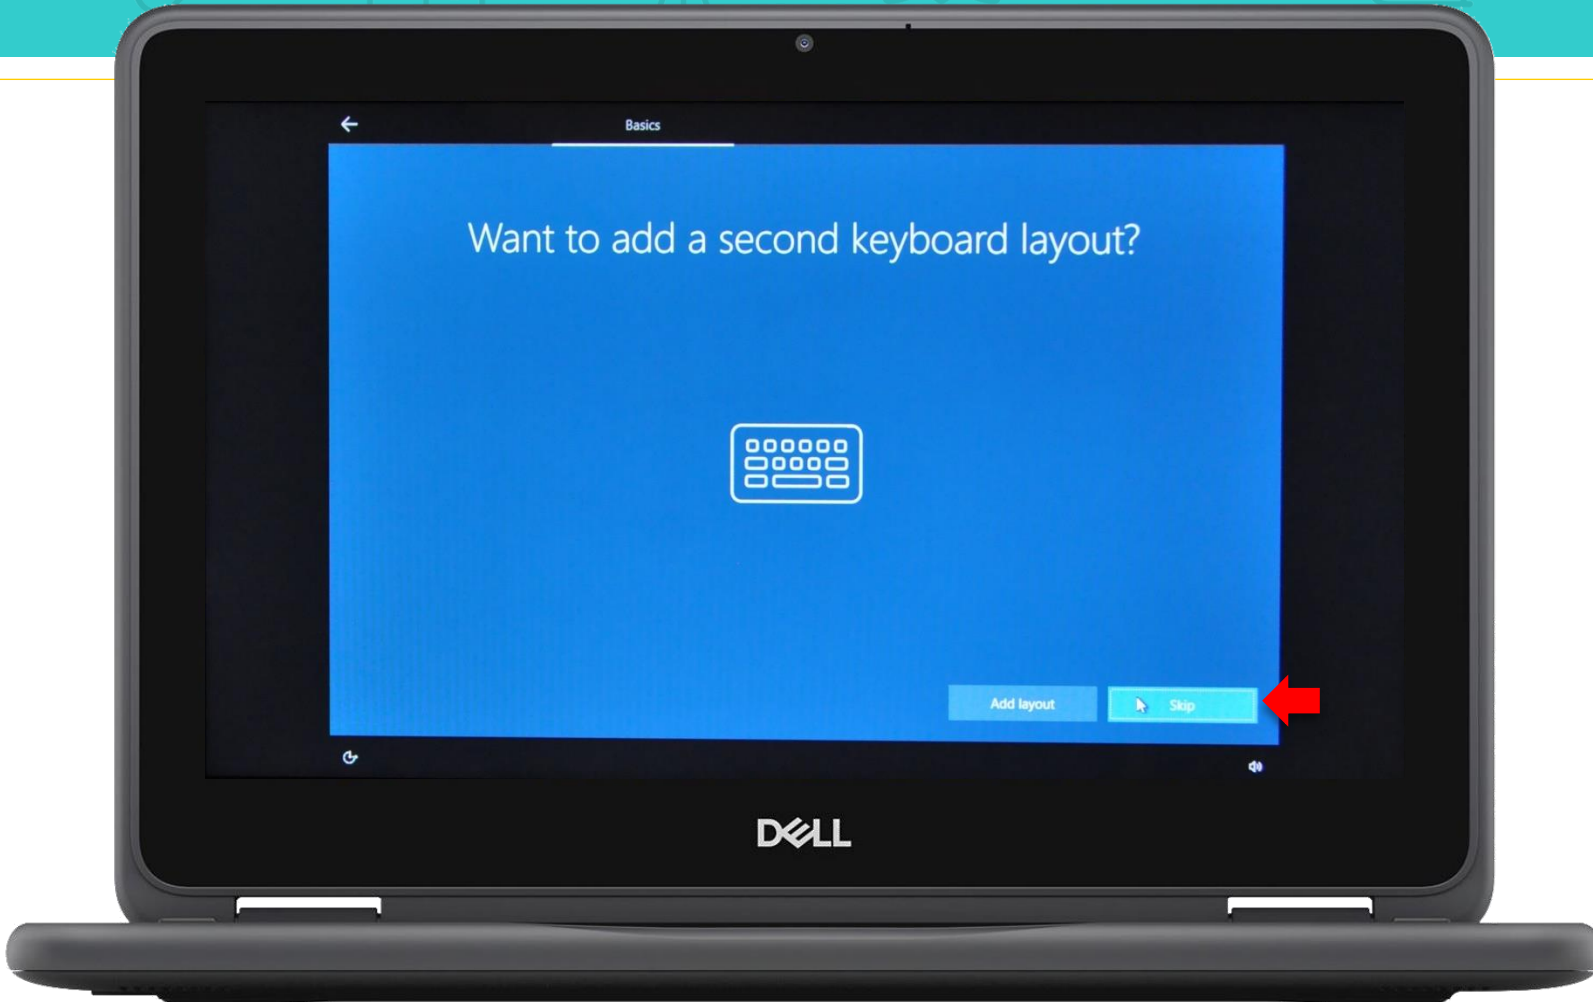 Basics
Want to add a second keyboard layout?
Add layout
Skip
DELL